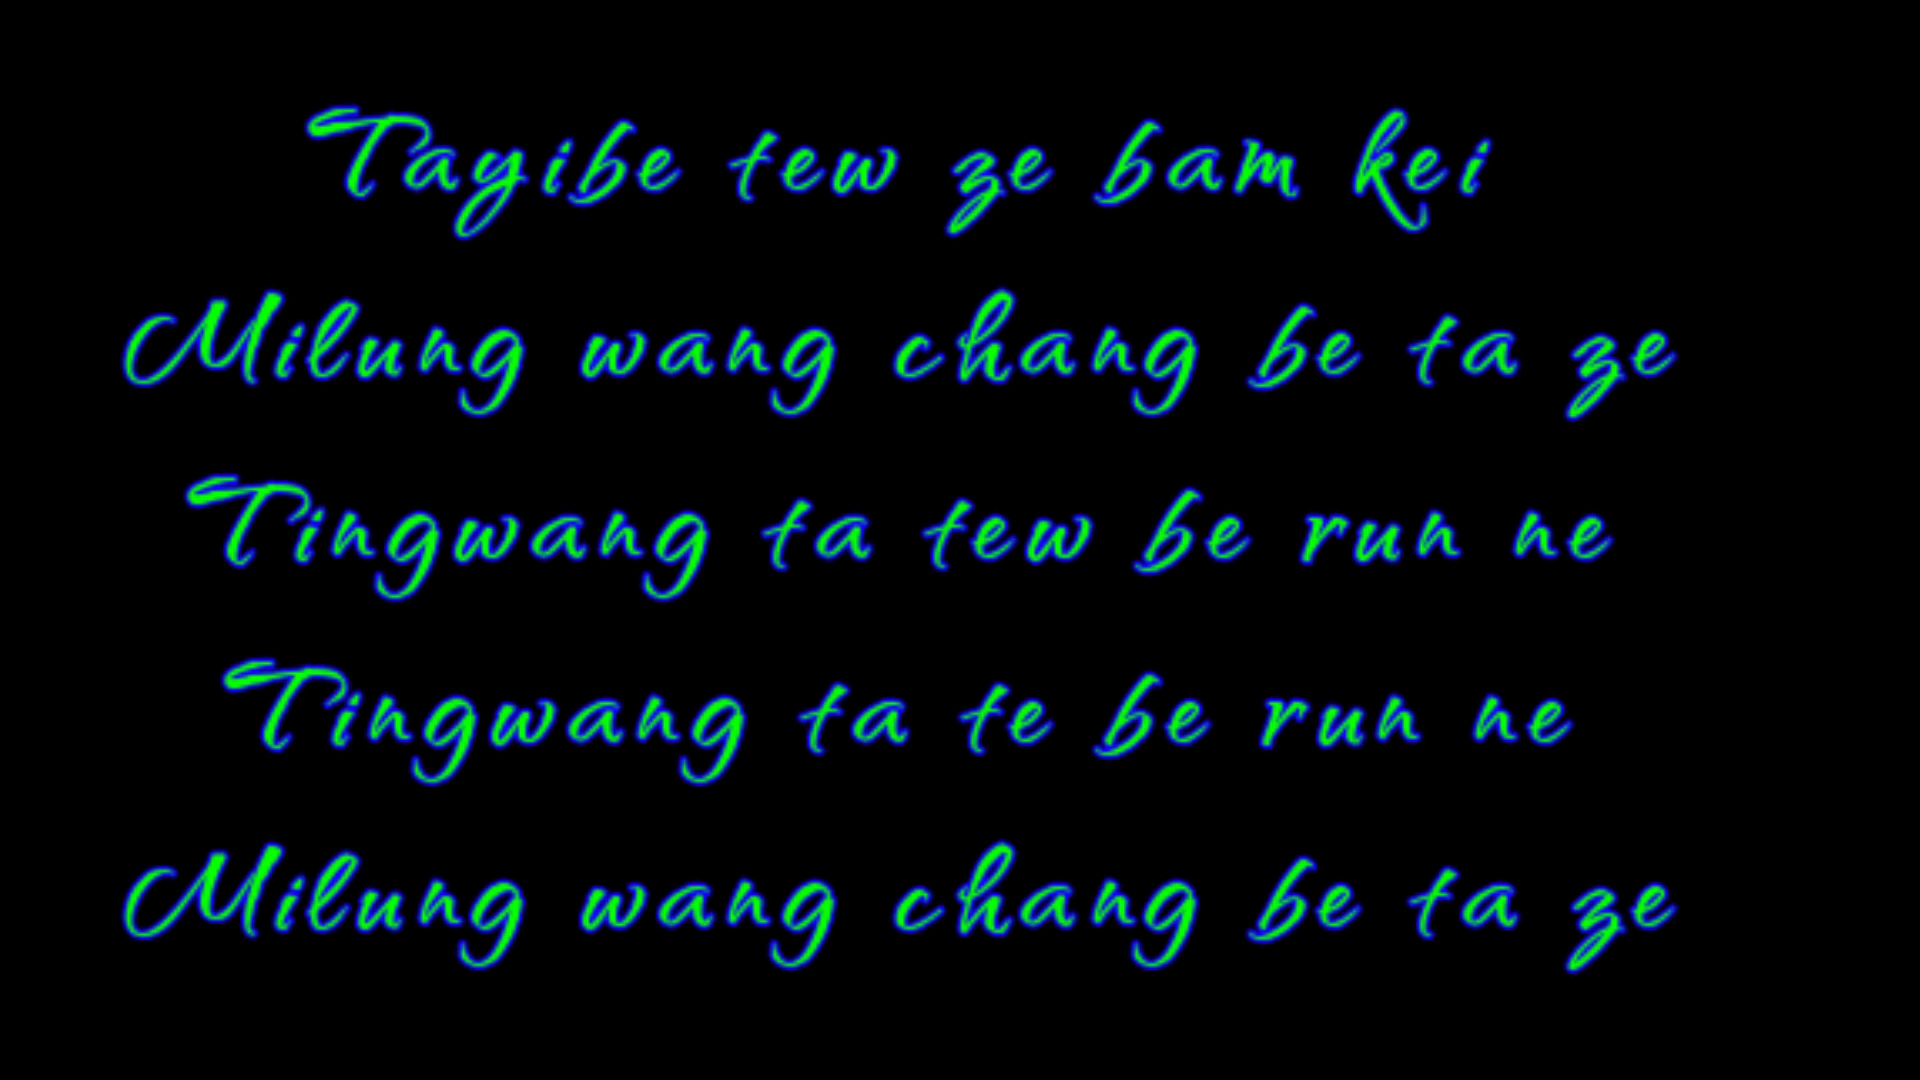 Tayibe tew ze bam kei
Milung wang chang be ta ze
Tingwang ta tew be run ne
Tingwang ta te be run ne
Milung wang chang be ta ze